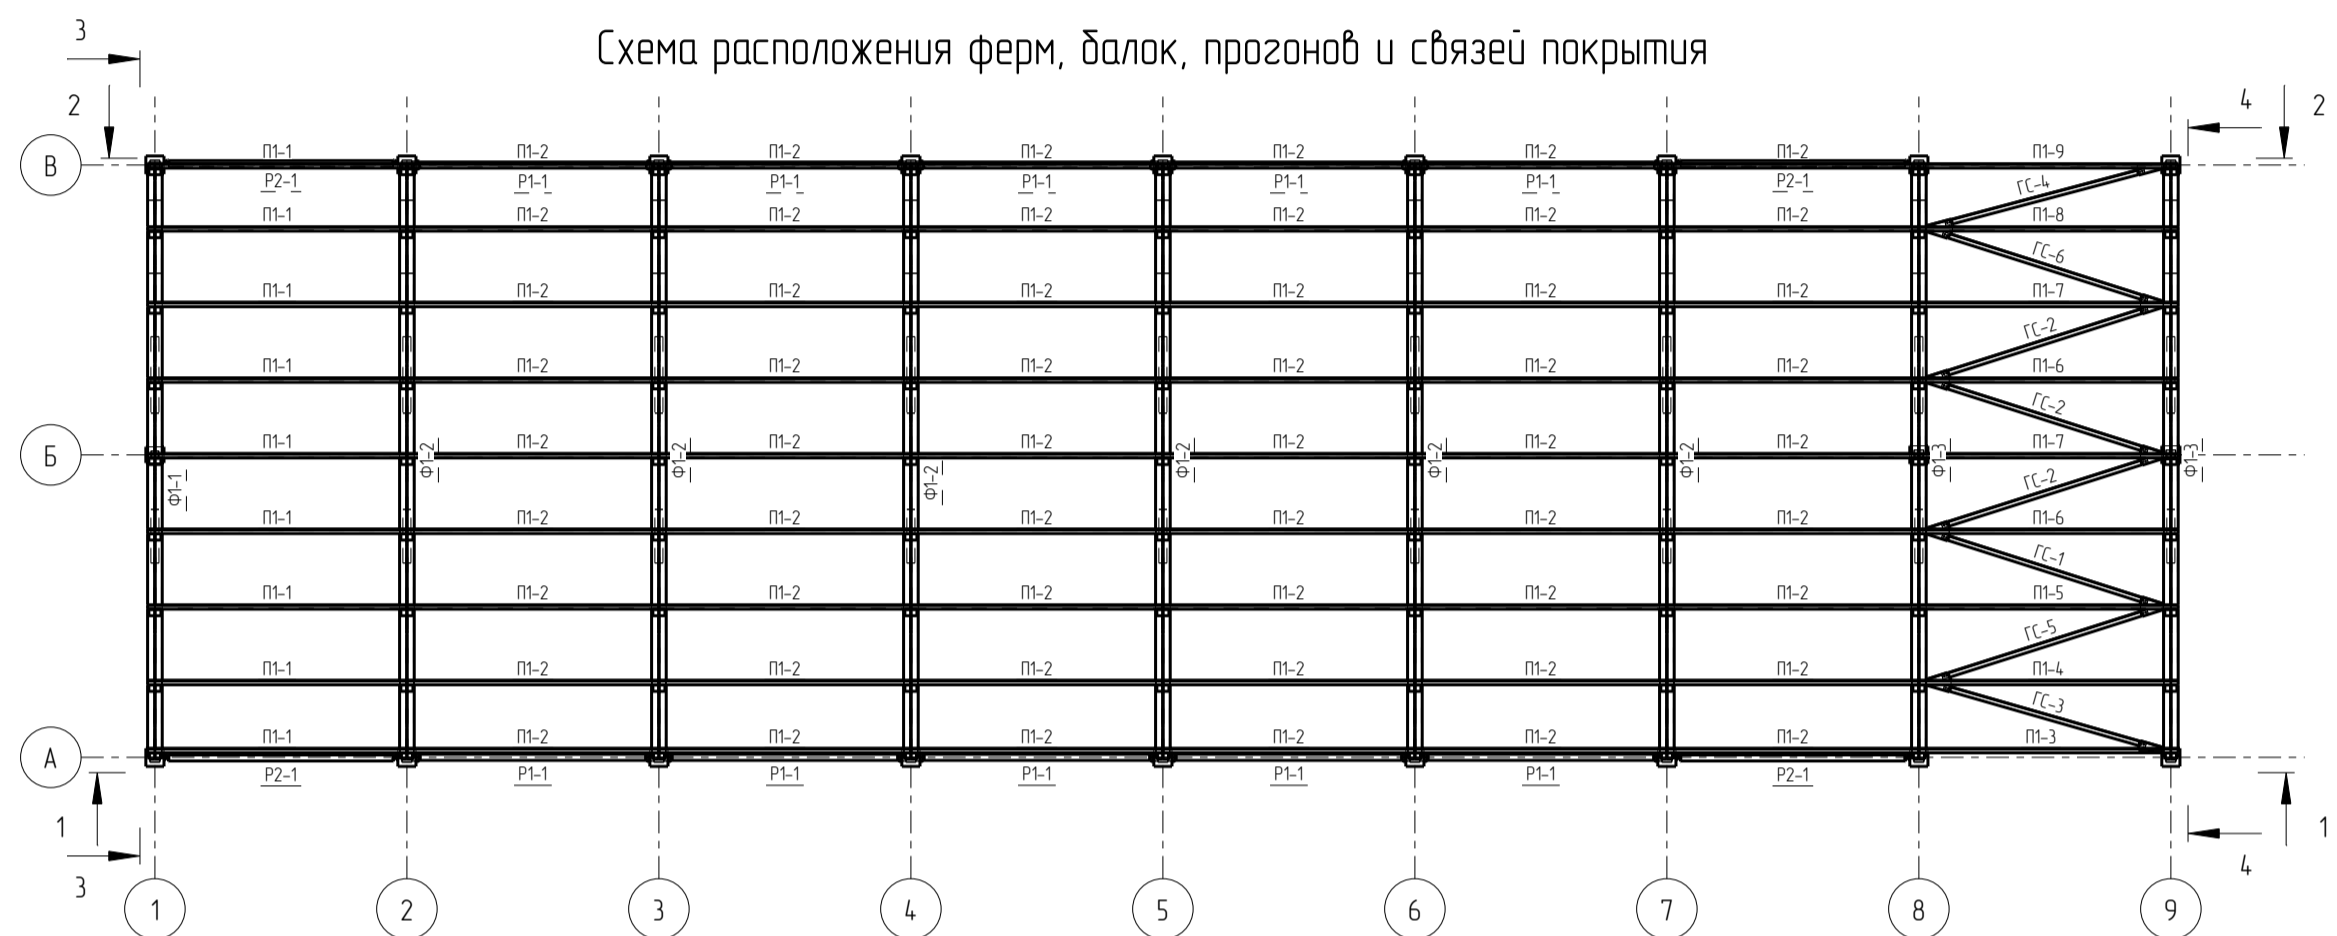 3
Схема расположения ферм, балок, прогонов и связей покрытия
2 4 2
П1-1 П1-2 П1-2 П1-2 П1-2 П1-2 П1-2 П1-9
В
Р2-1 Р1-1 Р1-1 Р1-1 Р1-1 Р1-1 Р2-1 ГС-4
П1-1 П1-2 П1-2 П1-2 П1-2 П1-2 П1-2 П1-8
ГС-6
П1-1 П1-2 П1-2 П1-2 П1-2 П1-2 П1-2 П1-7
ГС-2
П1-1 П1-2 П1-2 П1-2 П1-2 П1-2 П1-2 П1-6
ГС-2
П1-1 П1-2 П1-2 П1-2 П1-2 П1-2 П1-2 П1-7
Б
Ф1-1 Ф1-2 Ф1-2 Ф1-2 Ф1-2 Ф1-2 Ф1-2 Ф1-3 Ф1-3
ГС-2
П1-1 П1-2 П1-2 П1-2 П1-2 П1-2 П1-2 П1-6
ГС-1
П1-1 П1-2 П1-2 П1-2 П1-2 П1-2 П1-2 П1-5
ГС-5
П1-1 П1-2 П1-2 П1-2 П1-2 П1-2 П1-2 П1-4
ГС-3
П1-1 П1-2 П1-2 П1-2 П1-2 П1-2 П1-2 П1-3
А
Р2-1 Р1-1 Р1-1 Р1-1 Р1-1 Р1-1 Р2-1
1 1
3 4
1 2 3 4 5 6 7 8 9